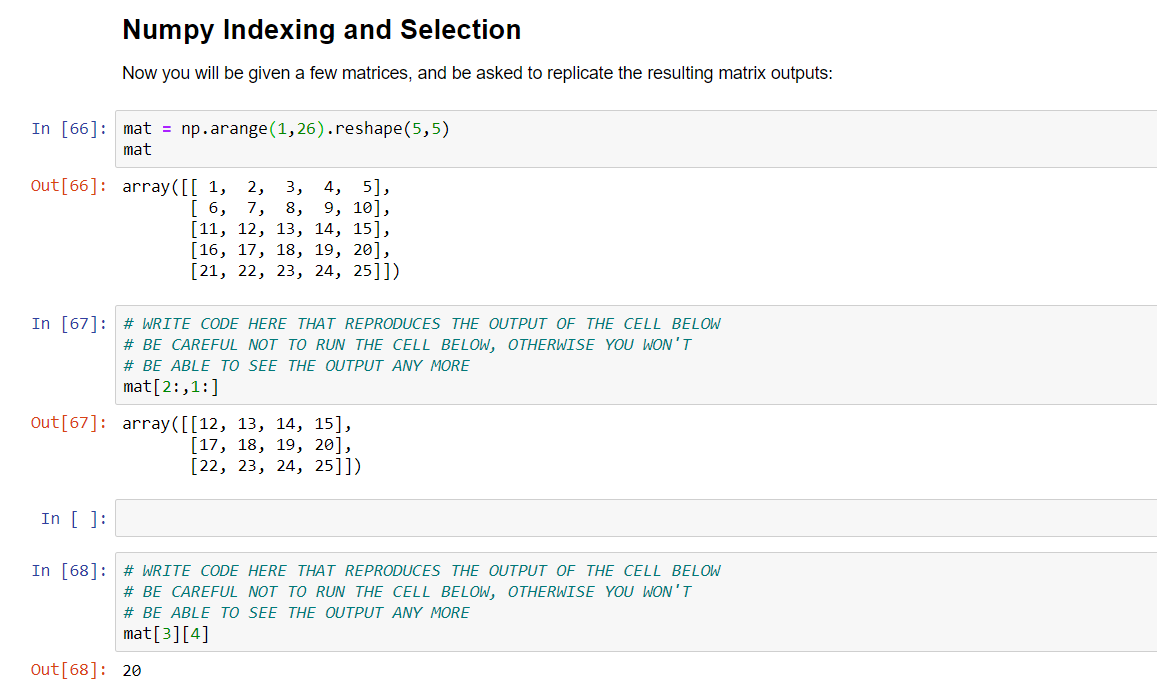 Numpy Indexing and Selection
Now you will be given a few matrices, and be asked to replicate the resulting matrix outputs:
In [66]: mat = np.arange(1,26).reshape(5,5)
mat
Out[66]: array([[ 1,  2,  3,  4,  5],
[ 6,  7,  8,  9, 10],
[11, 12, 13, 14, 15],
[16, 17, 18, 19, 20],
[21, 22, 23, 24, 25]])
In [67]: # WRITE CODE HERE THAT REPRODUCES THE OUTPUT OF THE CELL BELOW
# BE CAREFUL NOT TO RUN THE CELL BELOW, OTHERWISE YOU WON'T
# BE ABLE TO SEE THE OUTPUT ANY MORE
mat[2:,1:]
Out[67]: array([[12, 13, 14, 15],
[17, 18, 19, 20],
[22, 23, 24, 25]])
In [ ]:
In [68]: # WRITE CODE HERE THAT REPRODUCES THE OUTPUT OF THE CELL BELOW
# BE CAREFUL NOT TO RUN THE CELL BELOW, OTHERWISE YOU WON'T
# BE ABLE TO SEE THE OUTPUT ANY MORE
mat[3][4]
Out[68]: 20